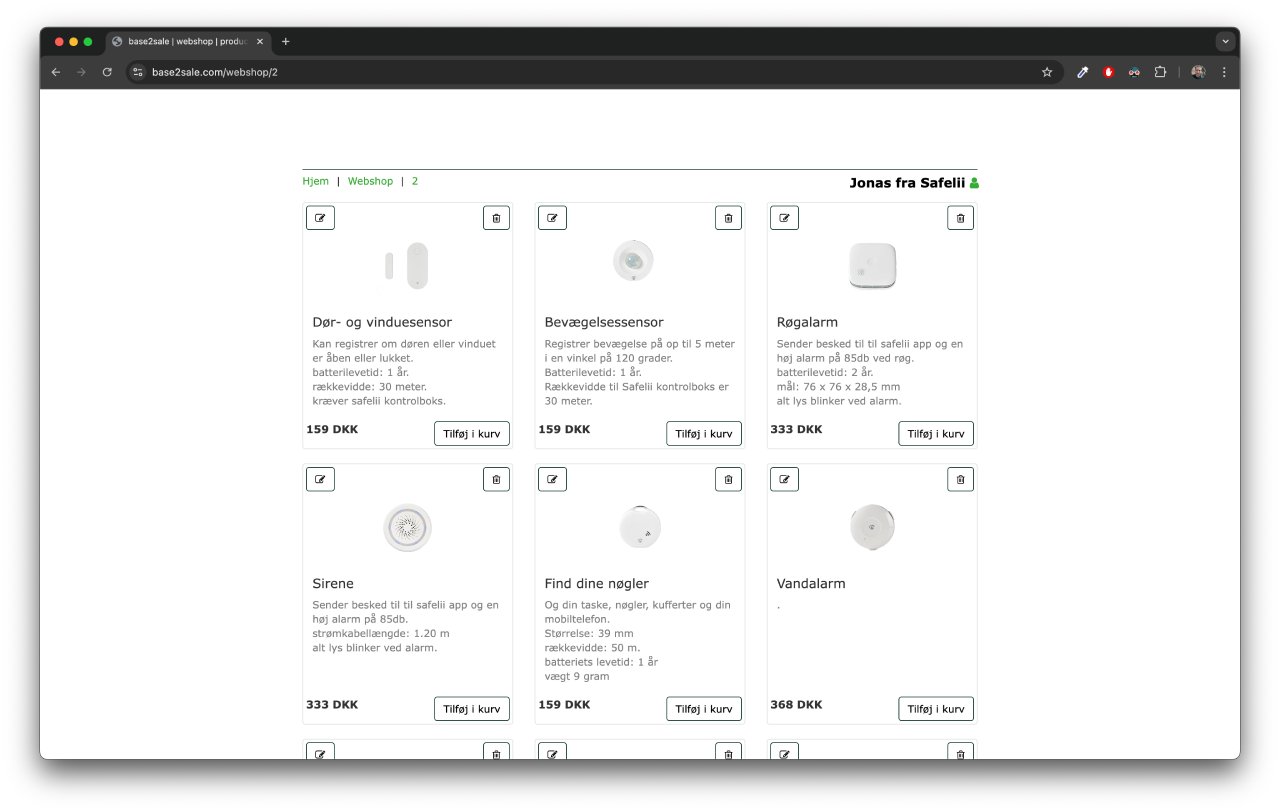 base2sale | webshop | produc
base2sale.com/webshop/2
Hjem | Webshop | 2
Jonas fra Safelii
Dør- og vinduesensor
Kan registrer om døren eller vinduet
er åben eller lukket.
batterilevetid: 1 år.
rækkevidde: 30 meter.
kræver safelii kontrolboks.
159 DKK
Tilføj i kurv
Bevægelsessensor
Registrer bevægelse på op til 5 meter
i en vinkel på 120 grader.
Batterilevetid: 1 år.
Rækkevidde til Safelii kontrolboks er
30 meter.
159 DKK
Tilføj i kurv
Røgalarm
Sender besked til til safelii app og en
høj alarm på 85db ved røg.
batterilevetid: 2 år.
mål: 76 x 76 x 28,5 mm
alt lys blinker ved alarm.
333 DKK
Tilføj i kurv
Sirene
Sender besked til til safelii app og en
høj alarm på 85db.
strømkabellængde: 1.20 m
alt lys blinker ved alarm.
333 DKK
Tilføj i kurv
Find dine nøgler
Og din taske, nøgler, kufferter og din
mobiltelefon.
Størrelse: 39 mm
rækkevidde: 50 m.
batteriets levetid: 1 år
vægt 9 gram
159 DKK
Tilføj i kurv
Vandalarm
.
368 DKK
Tilføj i kurv